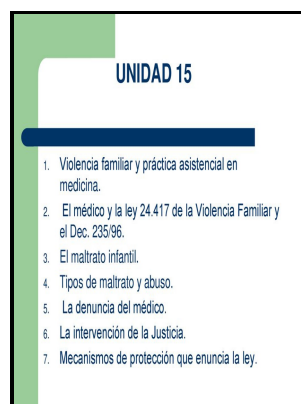 UNIDAD 15
1. Violencia familiar y práctica asistencial en
medicina.
2. El médico y la ley 24.417 de la Violencia Familiar y
el Dec. 235/96.
3. El maltrato infantil.
4. Tipos de maltrato y abuso.
5. La denuncia del médico.
6. La intervención de la Justicia.
7. Mecanismos de protección que enuncia la ley.